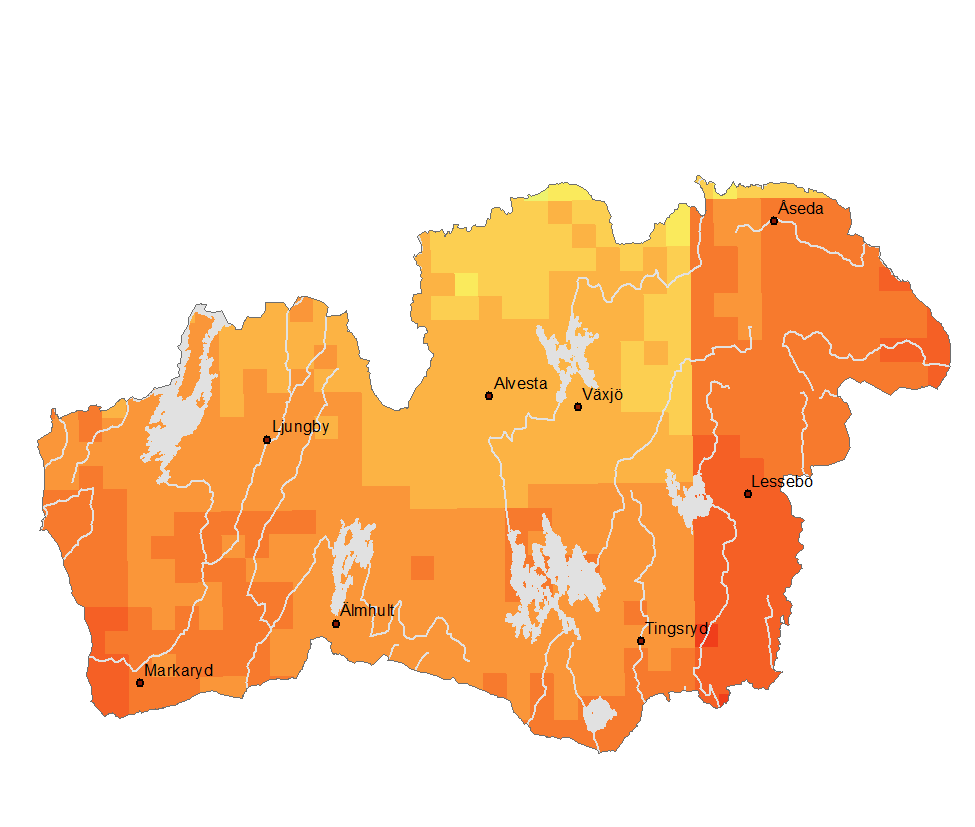 Åseda
Alvesta
Växjö
Ljungby
Lessebo
Älmhult
Tingsryd
Markaryd